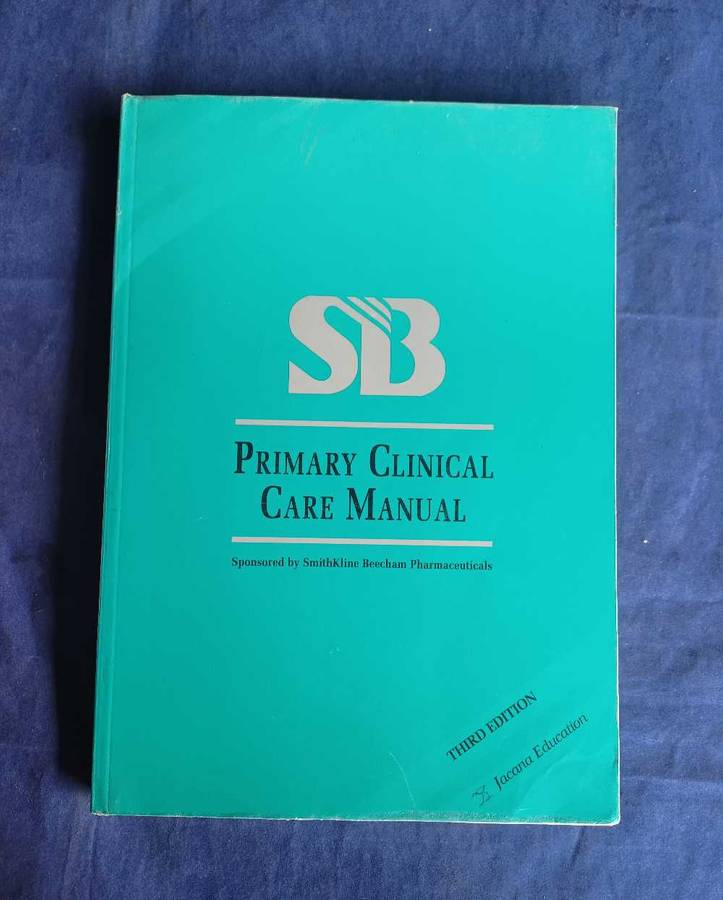 SB
PRIMARY CLINICAL
CARE MANUAL
Sponsored by SmithKline Beecham Pharmaceuticals
THIRD EDITION
Jacana Education